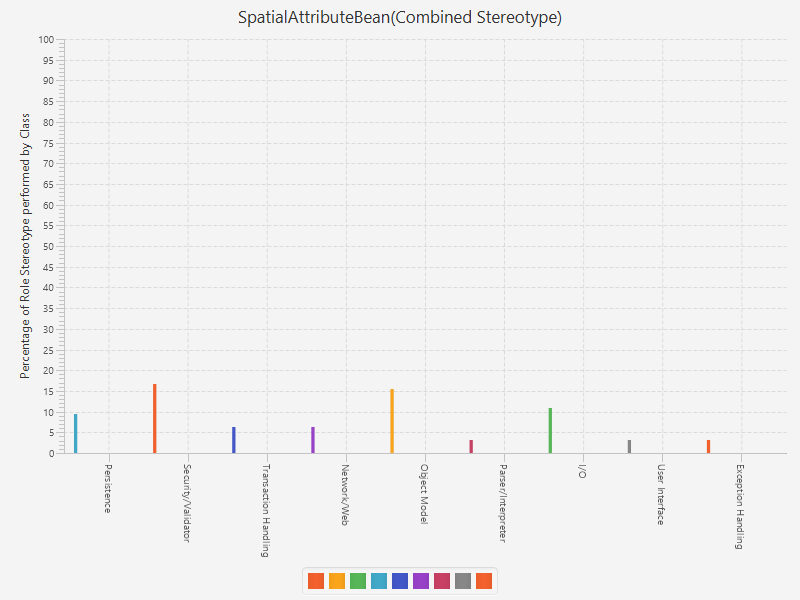 SpatialAttributeBean(Combined Stereotype)
Percentage of Role Stereotype performed by Class
100
95
90
85
80
75
70
65
60
55
50
45
40
35
30
25
20
15
10
5
0
Persistence
Security/Validator
Transaction Handling
Network/Web
Object Model
Parser/Interpreter
I/O
User Interface
Exception Handling